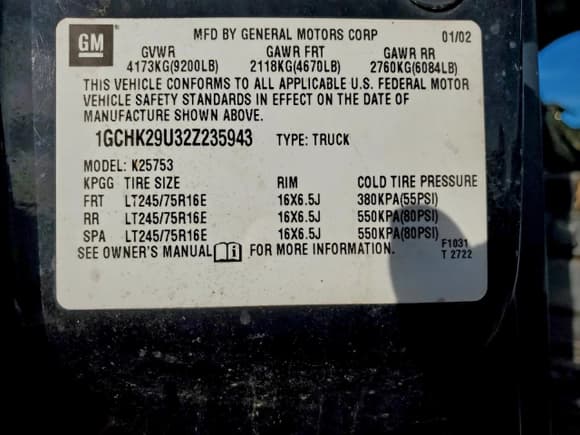 GM
MFD BY GENERAL MOTORS CORP 01/02
GVWR GAWR FRT GAWR RR
4173KG(9200LB) 2118KG(4670LB) 2760KG(6084LB)
THIS VEHICLE CONFORMS TO ALL APPLICABLE U.S. FEDERAL MOTOR
VEHICLE SAFETY STANDARDS IN EFFECT ON THE DATE OF
MANUFACTURE SHOWN ABOVE.
1GCHK29U32Z235943 TYPE: TRUCK
MODEL: K25753
KPGG TIRE SIZE RIM COLD TIRE PRESSURE
FRT LT245/75R16E 16X6.5J 380KPA(55PSI)
RR LT245/75R16E 16X6.5J 550KPA(80PSI)
SPA LT245/75R16E 16X6.5J 550KPA(80PSI)
SEE OWNER'S MANUAL i FOR MORE INFORMATION. F1031
T 2722